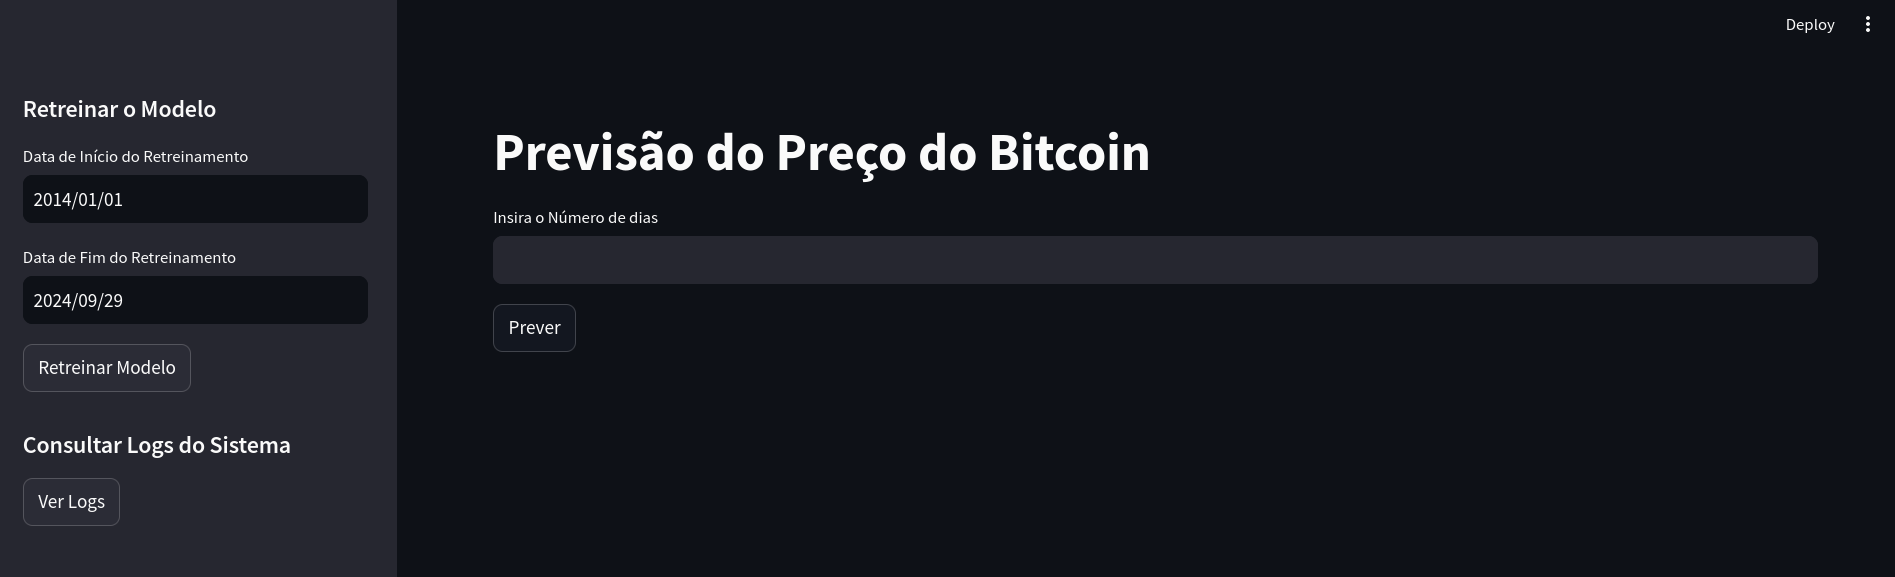 Deploy
Retreinar o Modelo
Data de Início do Retreinamento
2014/01/01
Data de Fim do Retreinamento
2024/09/29
Retreinar Modelo
Consultar Logs do Sistema
Ver Logs
Previsão do Preço do Bitcoin
Insira o Número de dias
Prever